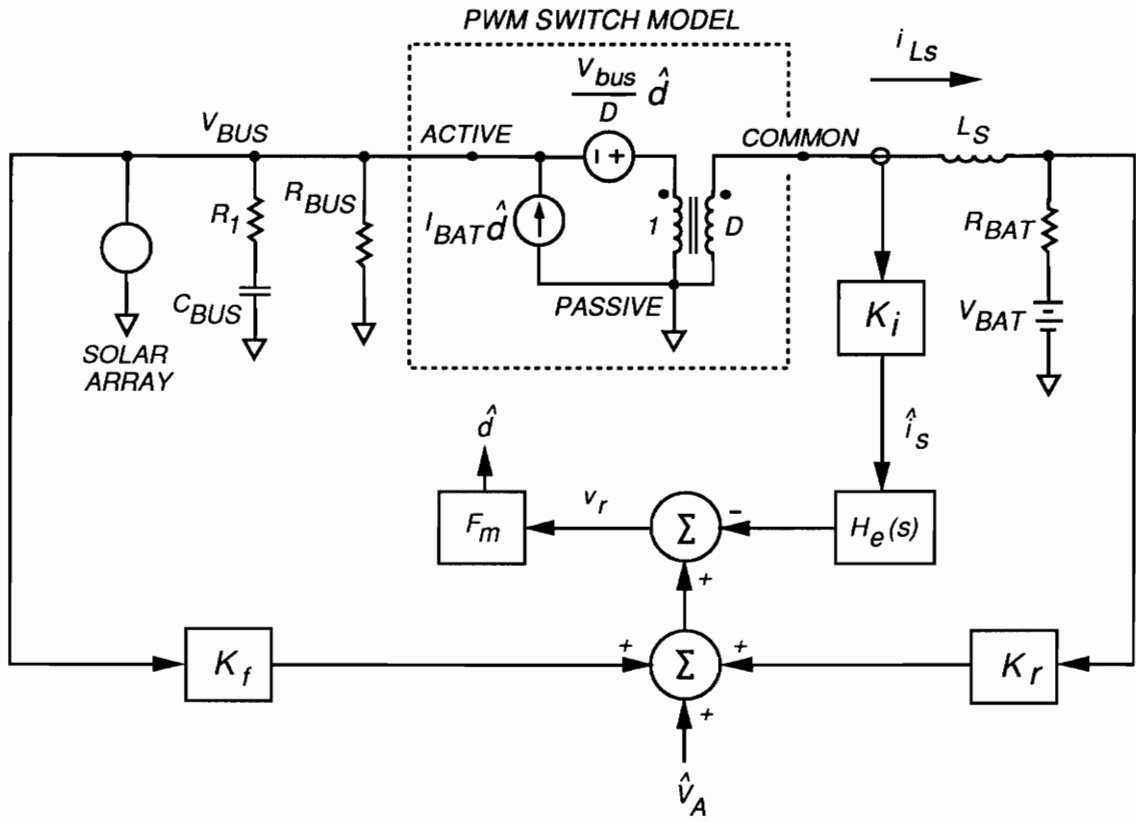 PWM SWITCH MODEL
i_Ls
V_bus
D
d̂
V_BUS
ACTIVE
COMMON
L_S
- +
R_1
R_BUS
I_BAT d̂
1
D
R_BAT
C_BUS
PASSIVE
K_i
V_BAT
SOLAR
ARRAY
d̂
î_s
v_r
-
F_m
Σ
H_e(s)
+
K_f
+
Σ
+
K_r
+
v̂_A